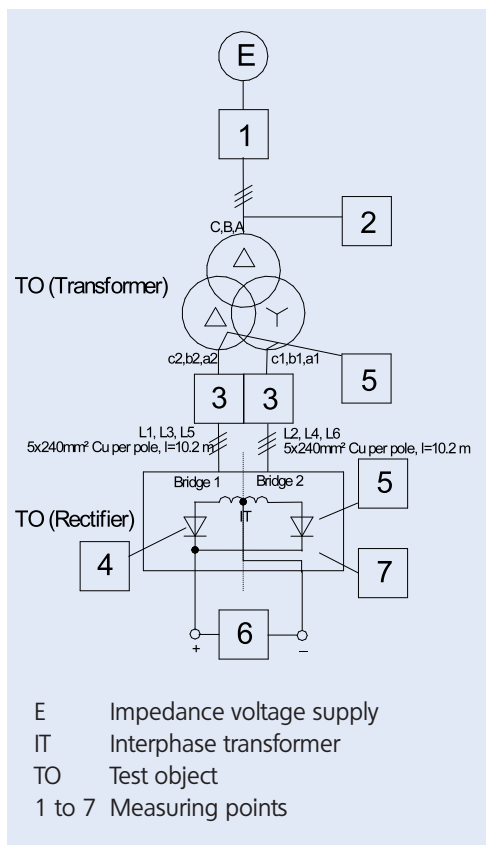 E
1
2
C,B,A
TO (Transformer)
c2,b2,a2
c1,b1,a1
5
3
3
L1, L3, L5
5x240mm² Cu per pole, l=10.2 m
L2, L4, L6
5x240mm² Cu per pole, l=10.2 m
Bridge 1
Bridge 2
5
IT
TO (Rectifier)
4
7
6
+
–
E Impedance voltage supply
IT Interphase transformer
TO Test object
1 to 7 Measuring points